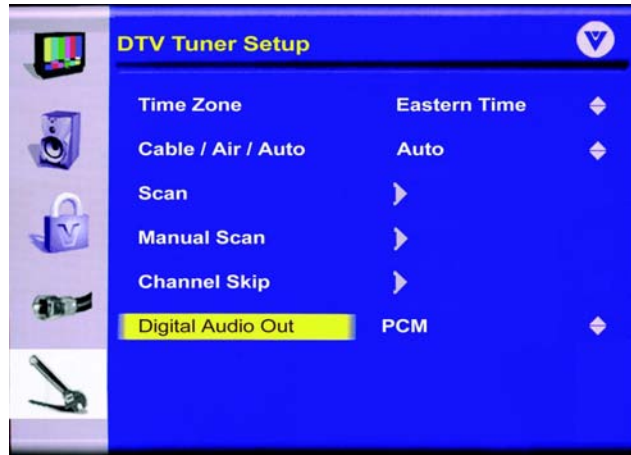 DTV Tuner Setup
V
Time Zone Eastern Time
Cable / Air / Auto Auto
Scan
Manual Scan
Channel Skip
Digital Audio Out PCM
V